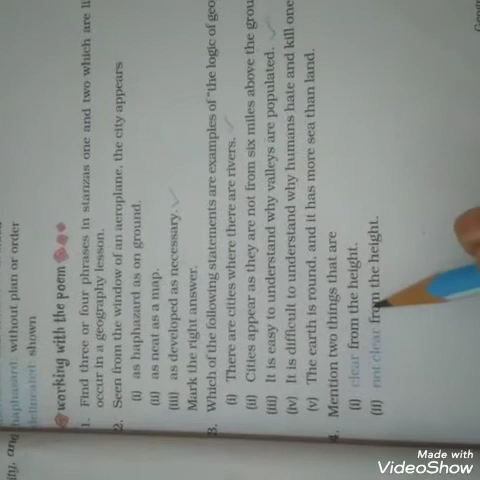 ity, ang
haphazard: without plan or order
delineated: shown
working with the poem
1. Find three or four phrases in stanzas one and two which are li
occur in a geography lesson.
2. Seen from the window of an aeroplane, the city appears
(i) as haphazard as on ground.
(ii) as neat as a map.
(iii) as developed as necessary.
Mark the right answer.
3. Which of the following statements are examples of “the logic of geo
(i) There are cities where there are rivers.
(ii) Cities appear as they are not from six miles above the grou
(iii) It is easy to understand why valleys are populated.
(iv) It is difficult to understand why humans hate and kill one
(v) The earth is round, and it has more sea than land.
4. Mention two things that are
(i) clear from the height.
(ii) not clear from the height.
Made with
VideoShow